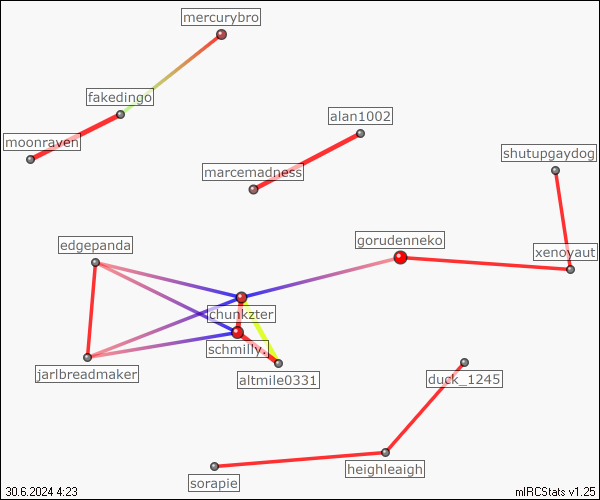 mercurybro
fakedingo
alan1002
moonraven
shutupgaydog
marcemadness
edgepanda
gorudenneko
xenoyaut
chunkzter
schmilly.
jarlbreadmaker
altmile0331
duck_1245
heighleaigh
sorapie
30.6.2024 4:23
mIRCStats v1.25